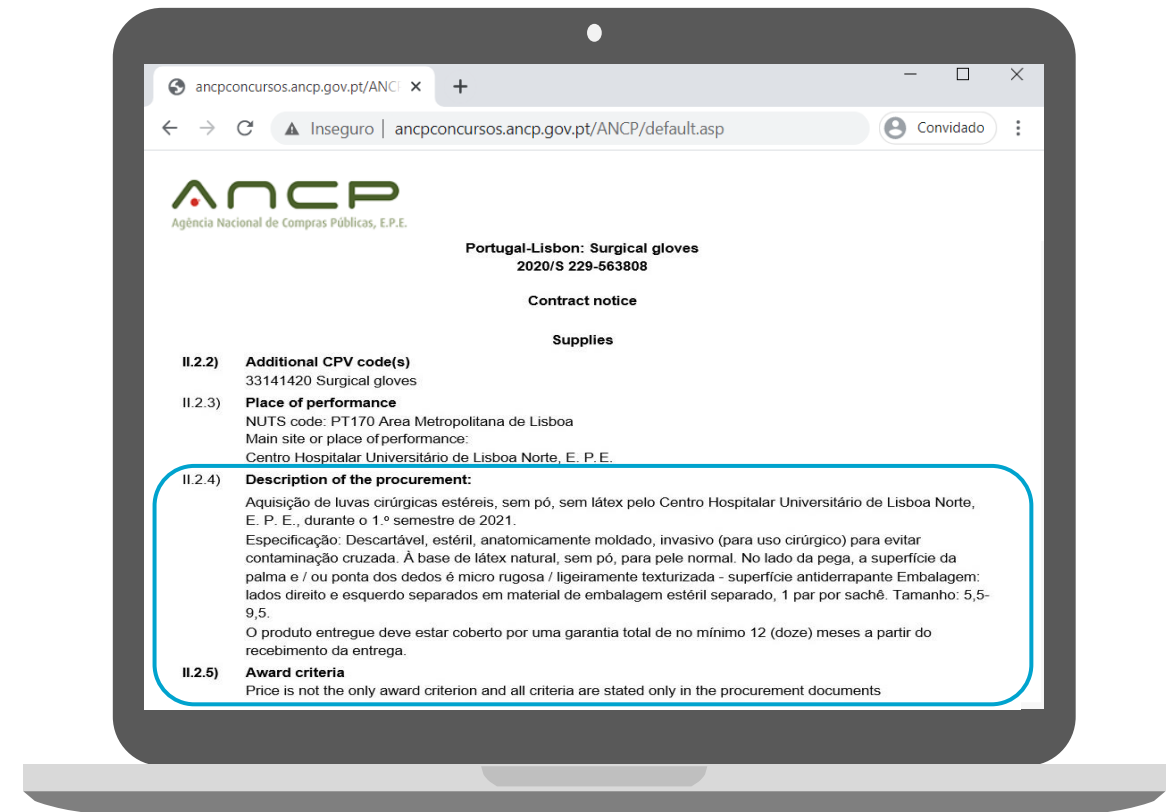 ancpconcursos.ancp.gov.pt/ANC
Inseguro | ancpconcursos.ancp.gov.pt/ANCP/default.asp
Convidado
ANCP
Agência Nacional de Compras Públicas, E.P.E.
Portugal-Lisbon: Surgical gloves
2020/S 229-563808
Contract notice
Supplies
II.2.2) Additional CPV code(s)
33141420 Surgical gloves
II.2.3) Place of performance
NUTS code: PT170 Area Metropolitana de Lisboa
Main site or place of performance:
Centro Hospitalar Universitário de Lisboa Norte, E. P. E.
II.2.4) Description of the procurement:
Aquisição de luvas cirúrgicas estéreis, sem pó, sem látex pelo Centro Hospitalar Universitário de Lisboa Norte,
E. P. E., durante o 1.º semestre de 2021.
Especificação: Descartável, estéril, anatomicamente moldado, invasivo (para uso cirúrgico) para evitar
contaminação cruzada. À base de látex natural, sem pó, para pele normal. No lado da pega, a superfície da
palma e / ou ponta dos dedos é micro rugosa / ligeiramente texturizada - superfície antiderrapante Embalagem:
lados direito e esquerdo separados em material de embalagem estéril separado, 1 par por sachê. Tamanho: 5,5-
9,5.
O produto entregue deve estar coberto por uma garantia total de no mínimo 12 (doze) meses a partir do
recebimento da entrega.
II.2.5) Award criteria
Price is not the only award criterion and all criteria are stated only in the procurement documents